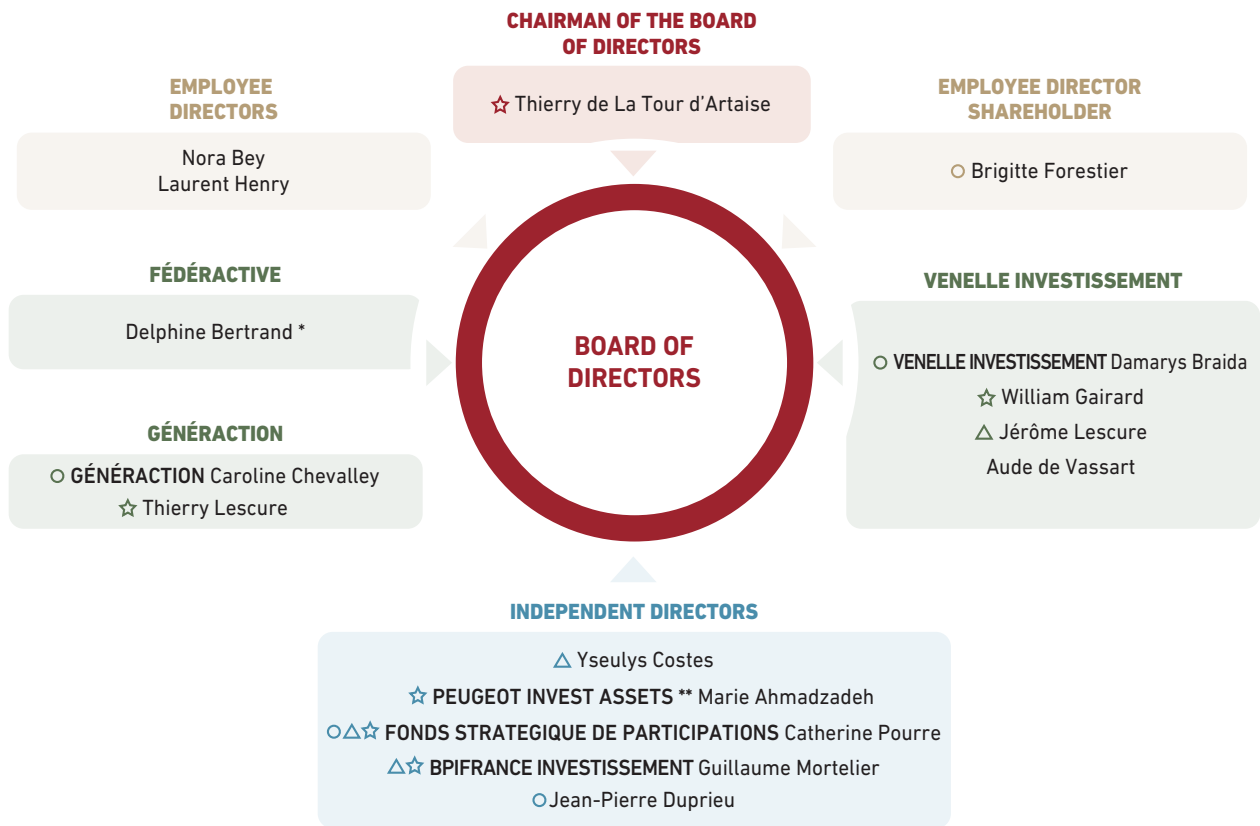 CHAIRMAN OF THE BOARD
OF DIRECTORS
Thierry de La Tour d'Artaise
EMPLOYEE
DIRECTORS
Nora Bey
Laurent Henry
EMPLOYEE DIRECTOR
SHAREHOLDER
Brigitte Forestier
FÉDÉRACTIVE
Delphine Bertrand *
GÉNÉRACTION
GÉNÉRACTION Caroline Chevalley
Thierry Lescure
BOARD OF
DIRECTORS
VENELLE INVESTISSEMENT
VENELLE INVESTISSEMENT Damarys Braida
William Gairard
Jérôme Lescure
Aude de Vassart
INDEPENDENT DIRECTORS
Yseulys Costes
PEUGEOT INVEST ASSETS ** Marie Ahmadzadeh
FONDS STRATEGIQUE DE PARTICIPATIONS Catherine Pourre
BPIFRANCE INVESTISSEMENT Guillaume Mortelier
Jean-Pierre Duprieu